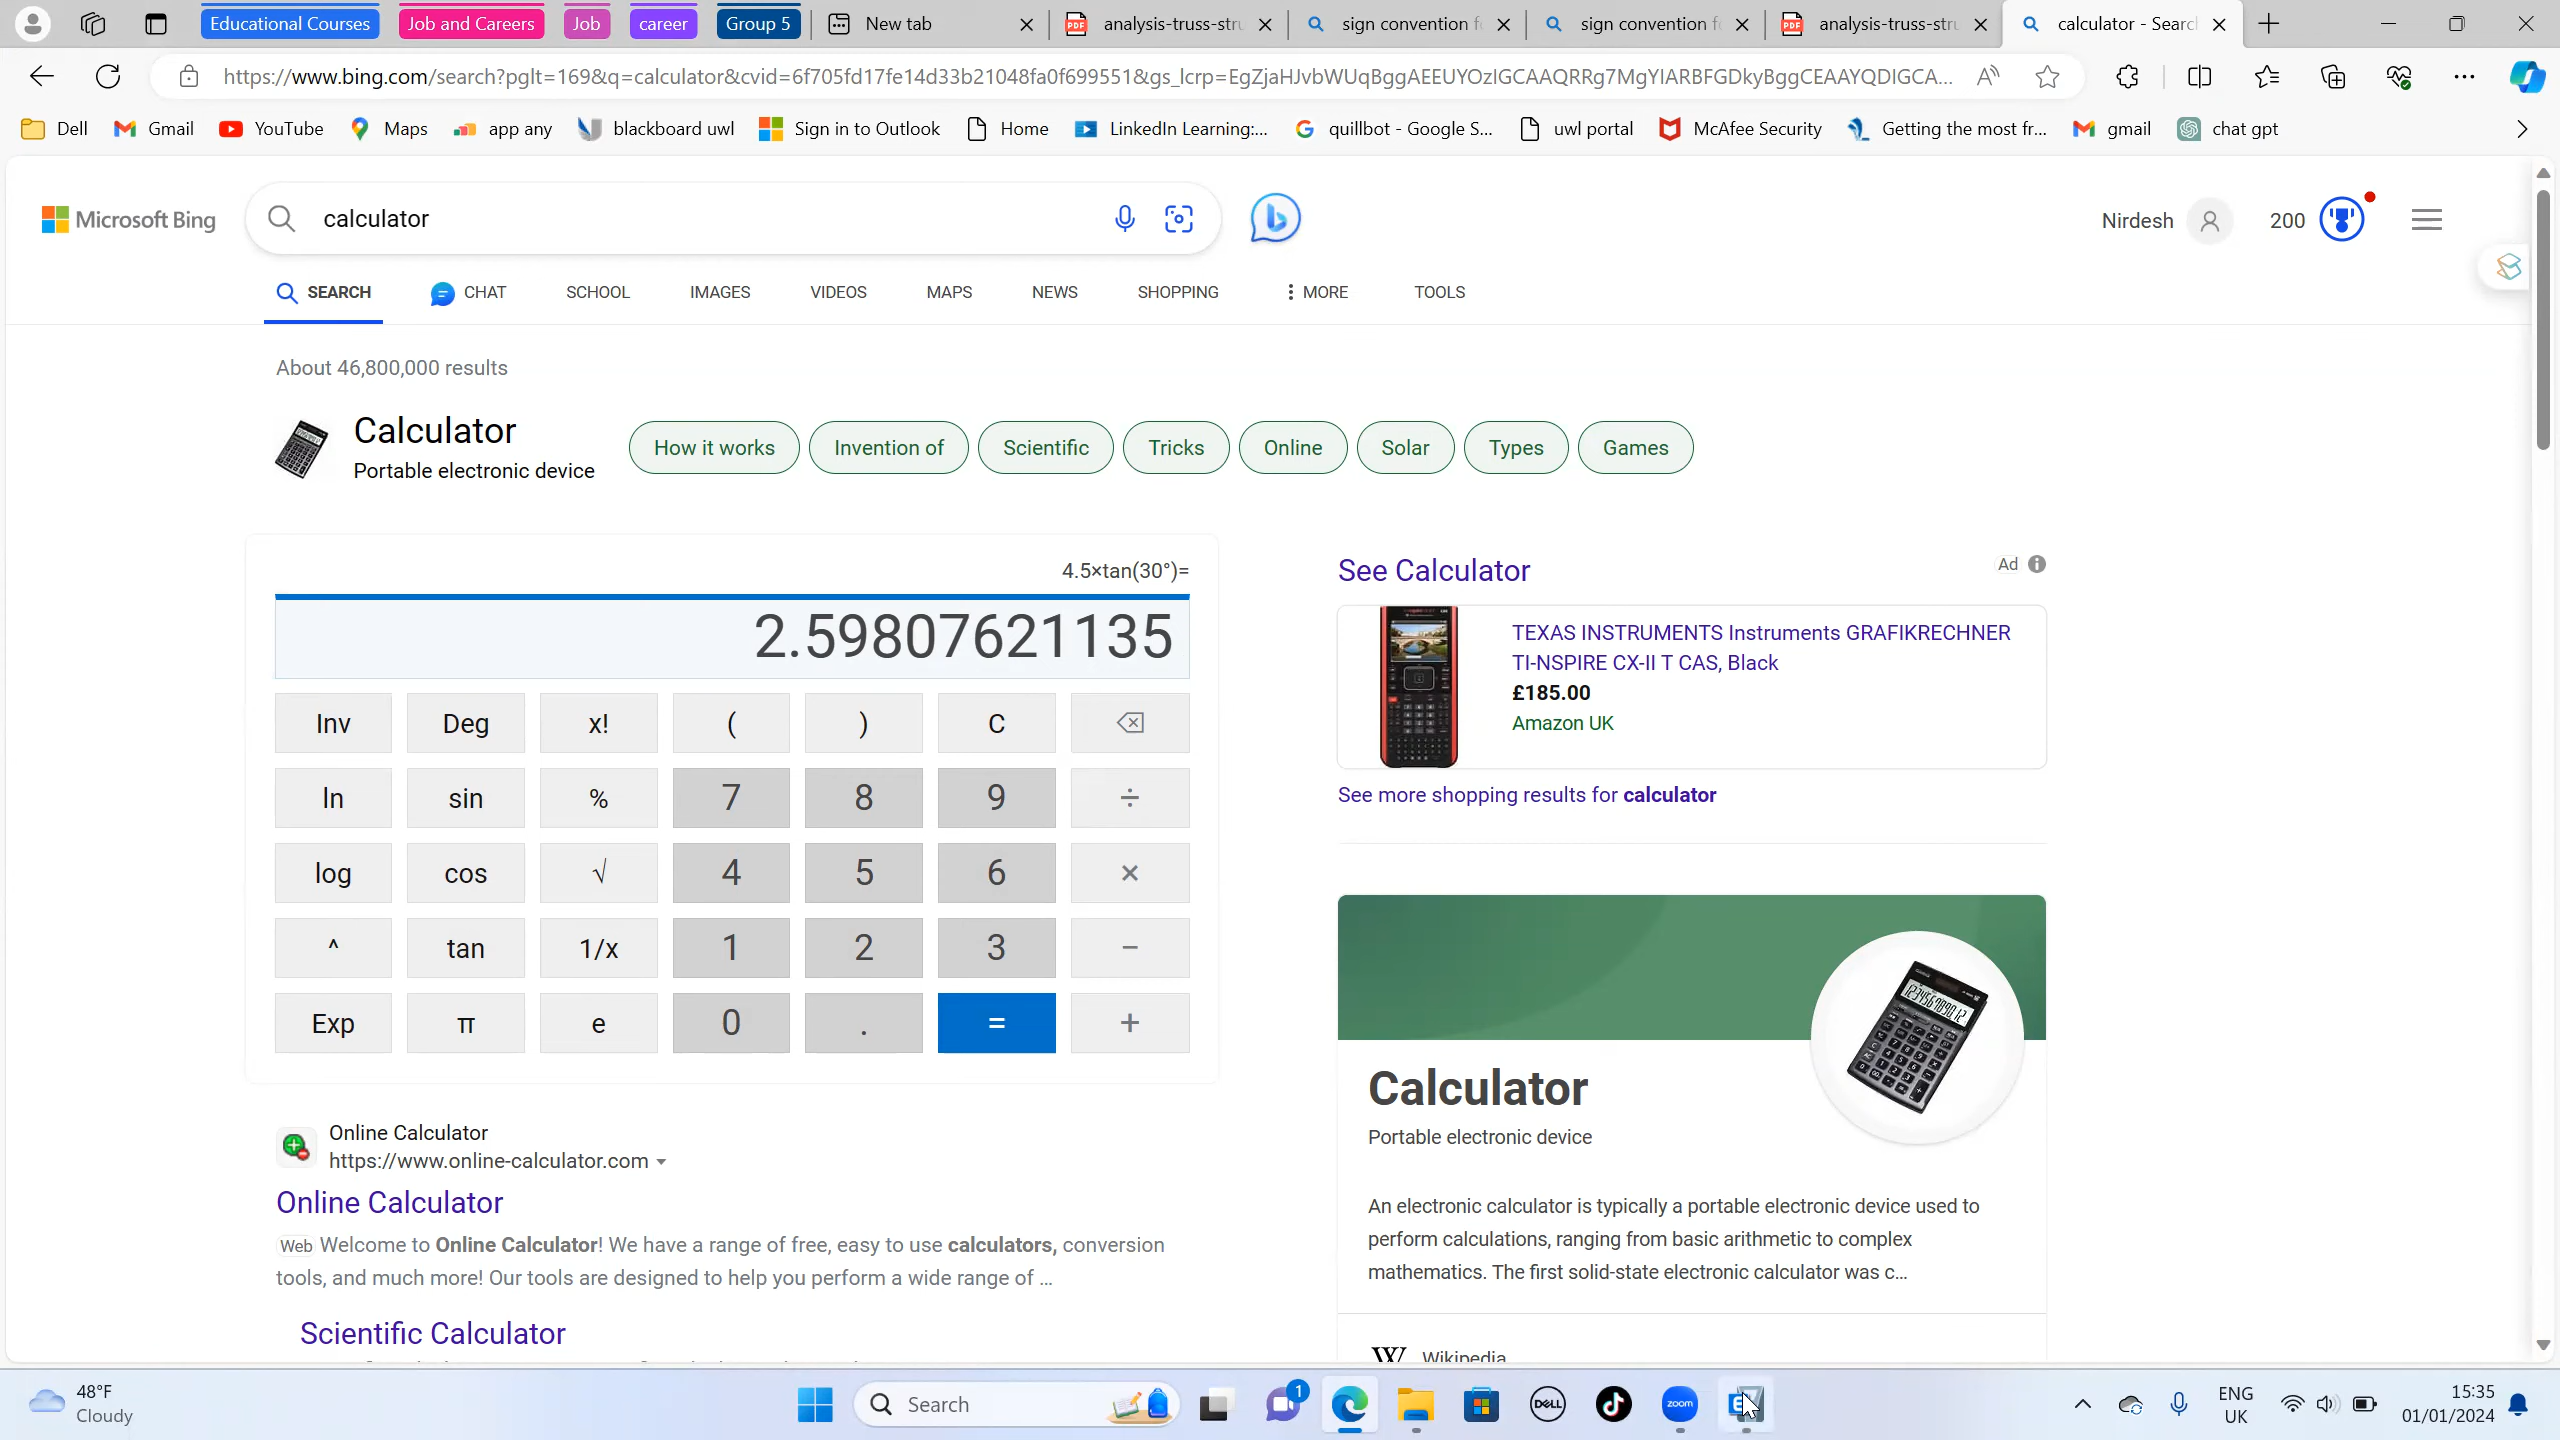 Educational Courses Job and Careers Job career Group 5 New tab analysis-truss-stru sign convention f sign convention f analysis-truss-stru calculator - Search
https://www.bing.com/search?pglt=169&q=calculator&cvid=6f705fd17fe14d33b21048fa0f699551&gs_lcrp=EgZjaHJvbWUqBggAEEUYOzIGCAAQRRg7MgYIARBFGDkyBggCEAAYQDIGCA...
Dell Gmail YouTube Maps app any blackboard uwl Sign in to Outlook Home LinkedIn Learning:... quillbot - Google S... uwl portal McAfee Security Getting the most fr... gmail chat gpt
Microsoft Bing calculator Nirdesh 200
SEARCH CHAT SCHOOL IMAGES VIDEOS MAPS NEWS SHOPPING MORE TOOLS
About 46,800,000 results
Calculator
Portable electronic device
How it works Invention of Scientific Tricks Online Solar Types Games
4.5×tan(30°)=
2.59807621135
Inv Deg x! ( ) C
ln sin % 7 8 9 ÷
log cos √ 4 5 6 ×
^ tan 1/x 1 2 3 −
Exp π e 0 . = +
Online Calculator
https://www.online-calculator.com
Online Calculator
Web Welcome to Online Calculator! We have a range of free, easy to use calculators, conversion
tools, and much more! Our tools are designed to help you perform a wide range of ...
Scientific Calculator
See Calculator
Ad
TEXAS INSTRUMENTS Instruments GRAFIKRECHNER
TI-NSPIRE CX-II T CAS, Black
£185.00
Amazon UK
See more shopping results for calculator
Calculator
Portable electronic device
An electronic calculator is typically a portable electronic device used to
perform calculations, ranging from basic arithmetic to complex
mathematics. The first solid-state electronic calculator was c...
W Wikipedia
48°F
Cloudy
Search
1
DELL
zoom
ENG
UK
15:35
01/01/2024